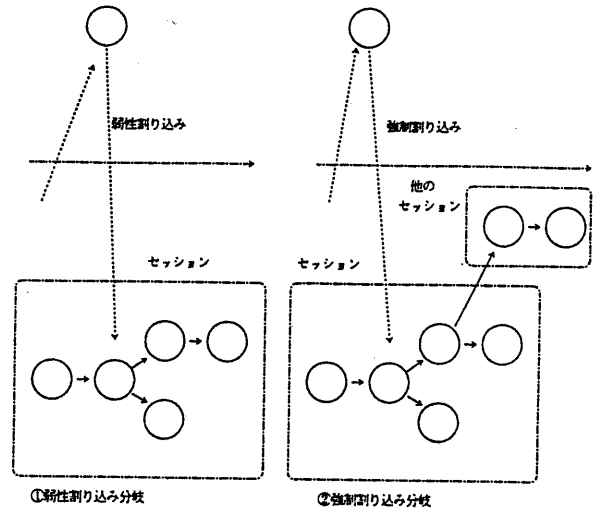 弱性割り込み
強制割り込み
他の
セッション
セッション
セッション
①弱性割り込み分岐
②強制割り込み分岐